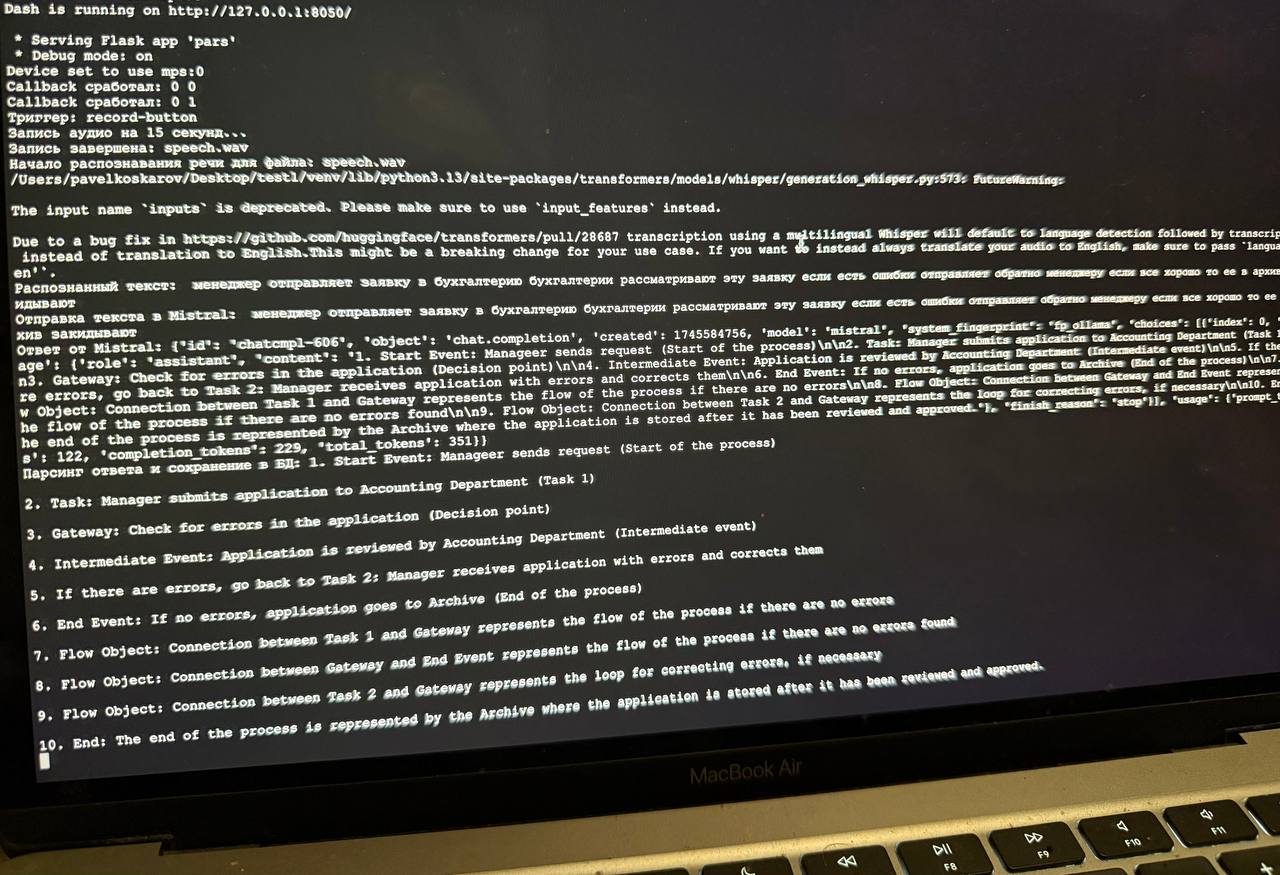 Dash is running on http://127.0.0.1:8050/
* Serving Flask app 'pars'
* Debug mode: on
Device set to use mps:0
Callback сработал: 0 0
Callback сработал: 0 1
Триггер: record-button
Запись аудио на 15 секунд...
Запись завершена: speech.wav
Начало распознавания речи для файла: speech.wav
/Users/pavelkoskarov/Desktop/test1/venv/lib/python3.13/site-packages/transformers/models/whisper/generation_whisper.py:573: FutureWarning:
The input name `inputs` is deprecated. Please make sure to use `input_features` instead.
Due to a bug fix in https://github.com/huggingface/transformers/pull/28687 transcription using a multilingual Whisper will default to language detection followed by transcrip
instead of translation to English.This might be a breaking change for your use case. If you want to instead always translate your audio to English, make sure to pass `langua
en'`.
Распознанный текст: менеджер отправляет заявку в бухгалтерию бухгалтерии рассматривают эту заявку если есть ошибки отправляет обратно менеджеру если все хорошо то ее в архив
идывают
Отправка текста в Mistral: менеджер отправляет заявку в бухгалтерию бухгалтерии рассматривают эту заявку если есть ошибки отправляет обратно менеджеру если все хорошо то ее
хив закидывают
Ответ от Mistral: {'id': 'chatcmpl-606', 'object': 'chat.completion', 'created': 1745584756, 'model': 'mistral', 'system_fingerprint': 'fp_ollama', 'choices': [{'index': 0,
age': {'role': 'assistant', 'content': '1. Start Event: Manageer sends request (Start of the process)\n\n2. Task: Manager submits application to Accounting Department (Task
n3. Gateway: Check for errors in the application (Decision point)\n\n4. Intermediate Event: Application is reviewed by Accounting Department (Intermediate event)\n\n5. If the
re errors, go back to Task 2: Manager receives application with errors and corrects them\n\n6. End Event: If no errors, application goes to Archive (End of the process)\n\n7.
w Object: Connection between Task 1 and Gateway represents the flow of the process if there are no errors\n\n8. Flow Object: Connection between Gateway and End Event represen
he flow of the process if there are no errors found\n\n9. Flow Object: Connection between Task 2 and Gateway represents the loop for correcting errors, if necessary\n\n10. En
he end of the process is represented by the Archive where the application is stored after it has been reviewed and approved.'}, 'finish_reason': 'stop'}], 'usage': {'prompt_t
s': 122, 'completion_tokens': 229, 'total_tokens': 351}}
Парсинг ответа и сохранение в БД: 1. Start Event: Manageer sends request (Start of the process)
2. Task: Manager submits application to Accounting Department (Task 1)
3. Gateway: Check for errors in the application (Decision point)
4. Intermediate Event: Application is reviewed by Accounting Department (Intermediate event)
5. If there are errors, go back to Task 2: Manager receives application with errors and corrects them
6. End Event: If no errors, application goes to Archive (End of the process)
7. Flow Object: Connection between Task 1 and Gateway represents the flow of the process if there are no errors
8. Flow Object: Connection between Gateway and End Event represents the flow of the process if there are no errors found
9. Flow Object: Connection between Task 2 and Gateway represents the loop for correcting errors, if necessary
10. End: The end of the process is represented by the Archive where the application is stored after it has been reviewed and approved.
MacBook Air
F8
F9
F10
F11